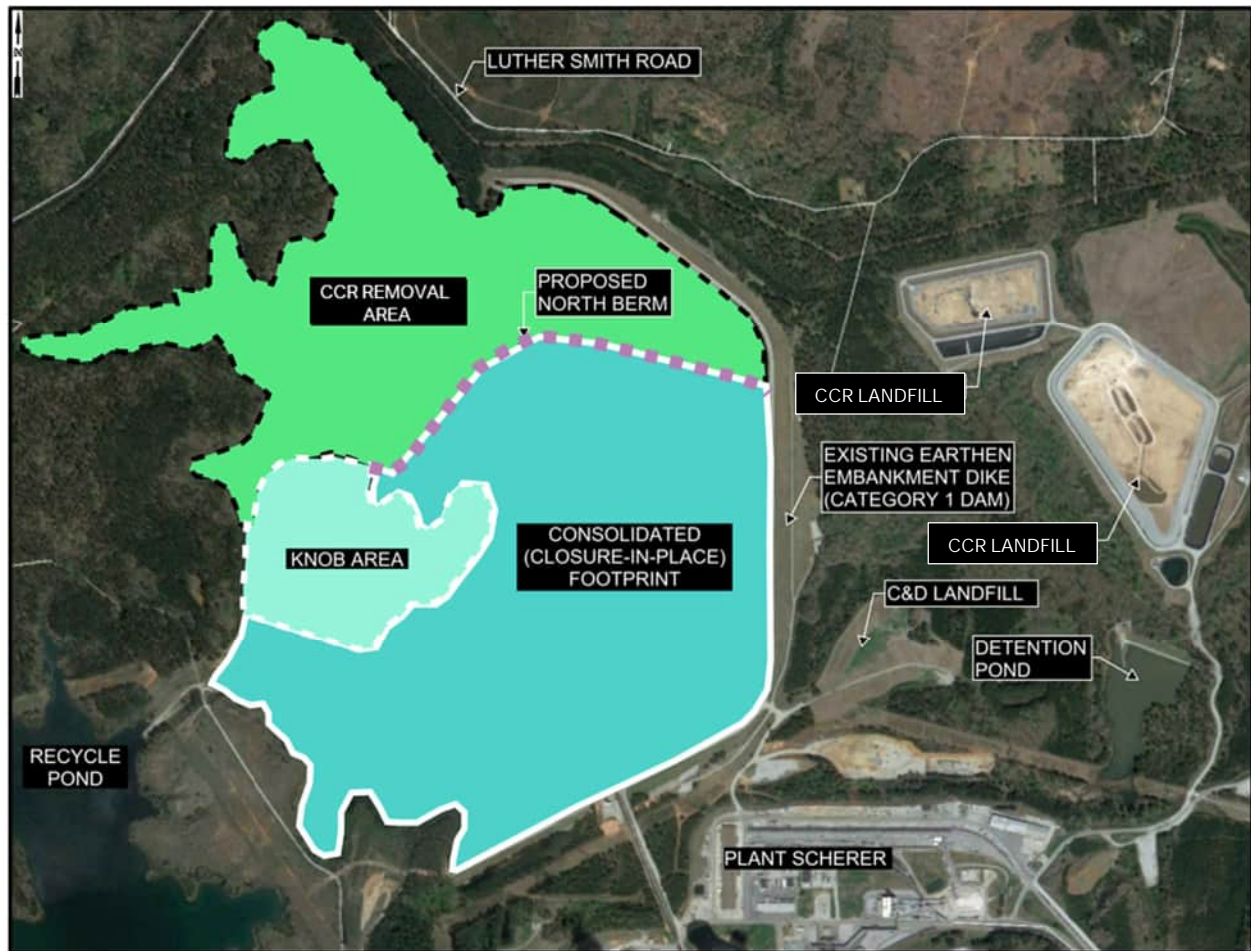 N
LUTHER SMITH ROAD
CCR REMOVAL
AREA
PROPOSED
NORTH BERM
CCR LANDFILL
EXISTING EARTHEN
EMBANKMENT DIKE
(CATEGORY 1 DAM)
CCR LANDFILL
CONSOLIDATED
(CLOSURE-IN-PLACE)
FOOTPRINT
KNOB AREA
C&D LANDFILL
DETENTION
POND
RECYCLE
POND
PLANT SCHERER